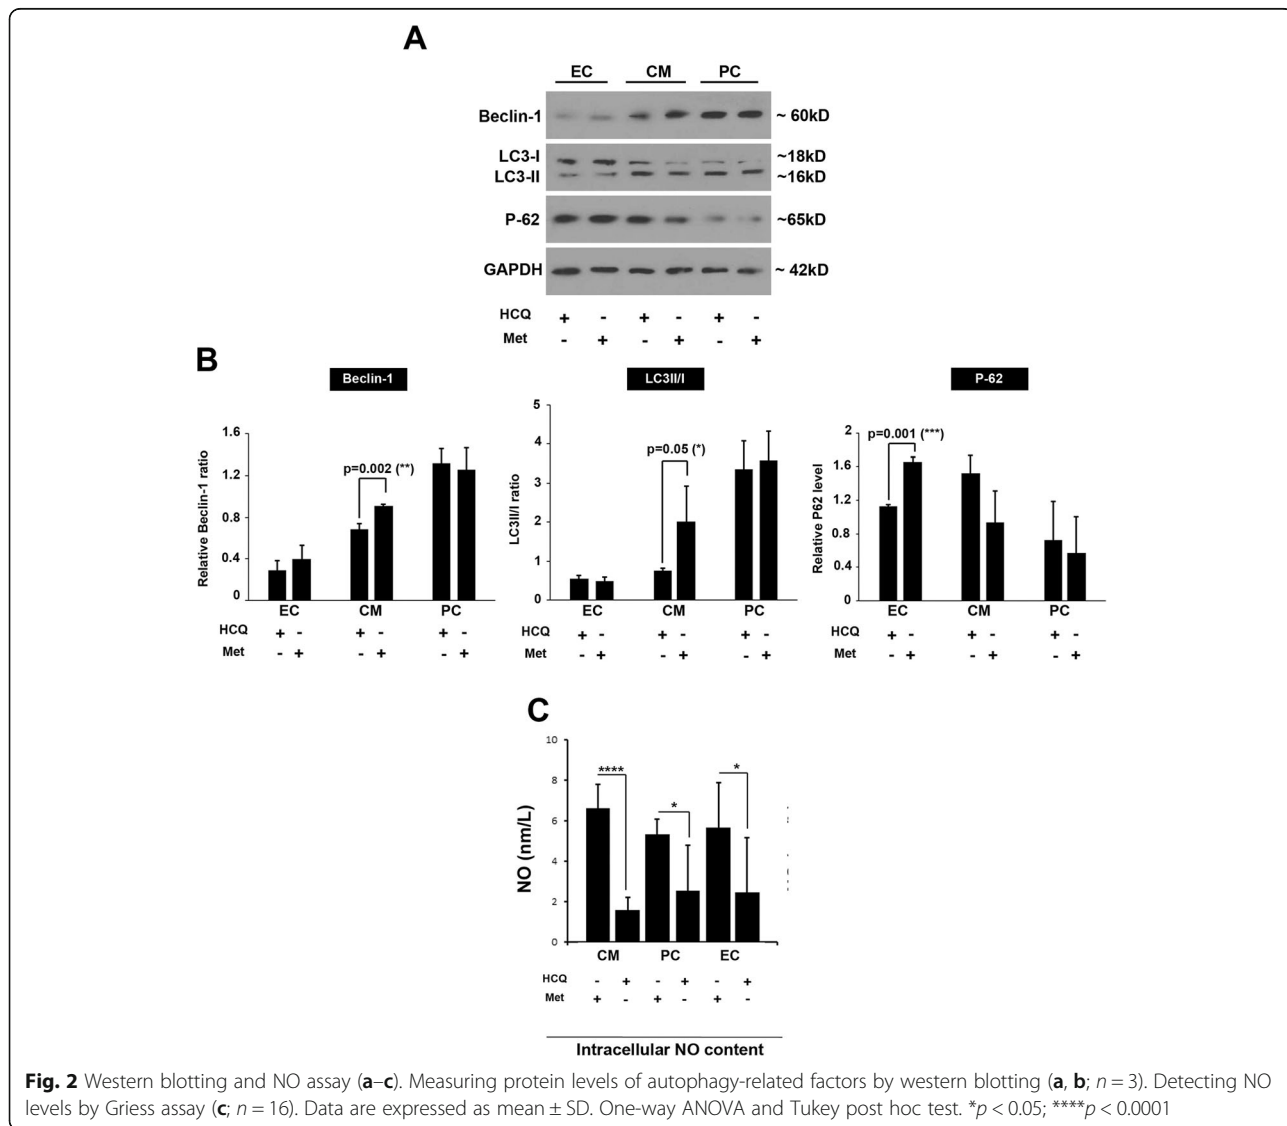 A
EC CM PC
Beclin-1 ~ 60kD
LC3-I ~18kD
LC3-II ~16kD
P-62 ~65kD
GAPDH ~ 42kD
HCQ + - + - + -
Met - + - + - +
B
Beclin-1
Relative Beclin-1 ratio
1.6
1.2
0.8
0.4
0
p=0.002 (**)
EC CM PC
HCQ + - + - + -
Met - + - + - +
LC3II/I
LC3II/I ratio
5
4
3
2
1
0
p=0.05 (*)
EC CM PC
+ - + - + -
- + - + - +
P-62
Relative P62 level
2
1.6
1.2
0.8
0.4
0
p=0.001 (***)
EC CM PC
HCQ + - + - + -
Met - + - + - +
C
NO (nm/L)
10
8
6
4
2
0
**** * *
CM PC EC
HCQ - + - + - +
Met + - + - + -
Intracellular NO content
Fig. 2 Western blotting and NO assay (a–c). Measuring protein levels of autophagy-related factors by western blotting (a, b; n = 3). Detecting NO
levels by Griess assay (c; n = 16). Data are expressed as mean ± SD. One-way ANOVA and Tukey post hoc test. *p < 0.05; ****p < 0.0001